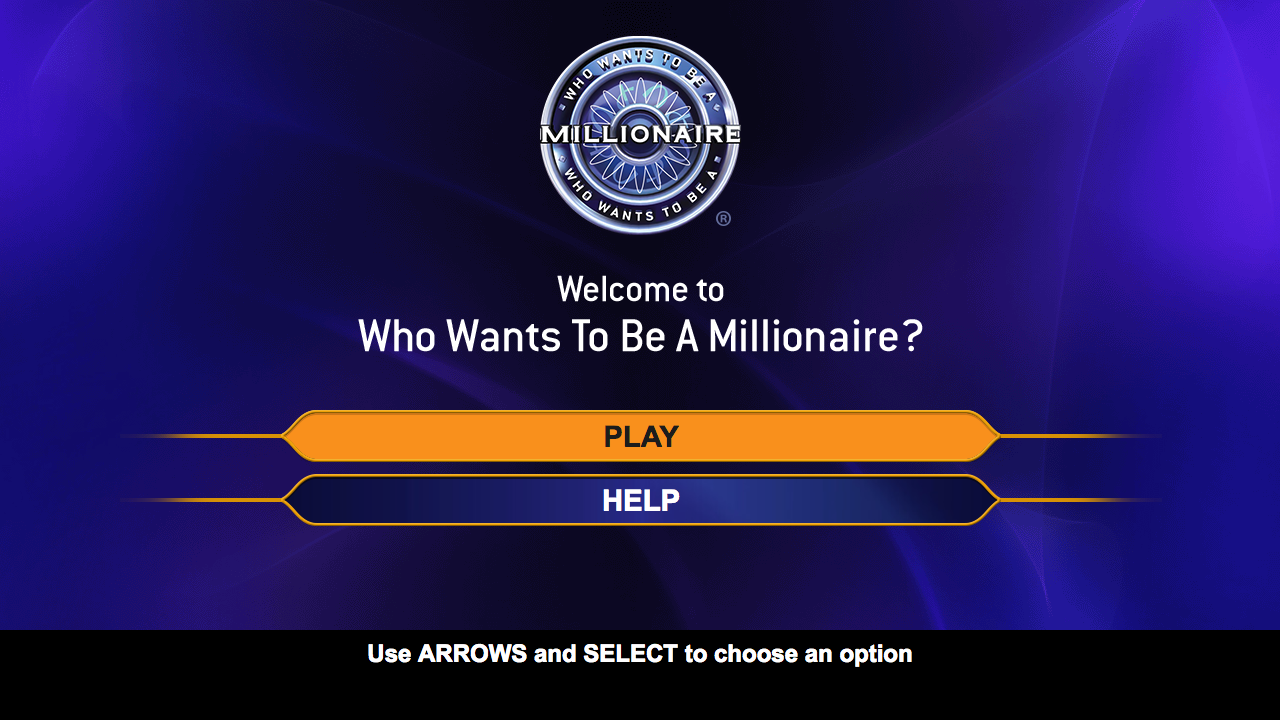 WHO WANTS TO BE A
MILLIONAIRE
WHO WANTS TO BE A
®
Welcome to
Who Wants To Be A Millionaire?
PLAY
HELP
Use ARROWS and SELECT to choose an option